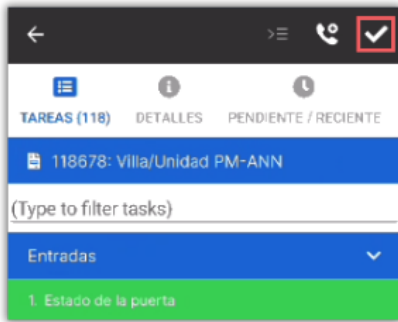 TAREAS (118) DETALLES PENDIENTE / RECIENTE
118678: Villa/Unidad PM-ANN
(Type to filter tasks)
Entradas
1. Estado de la puerta